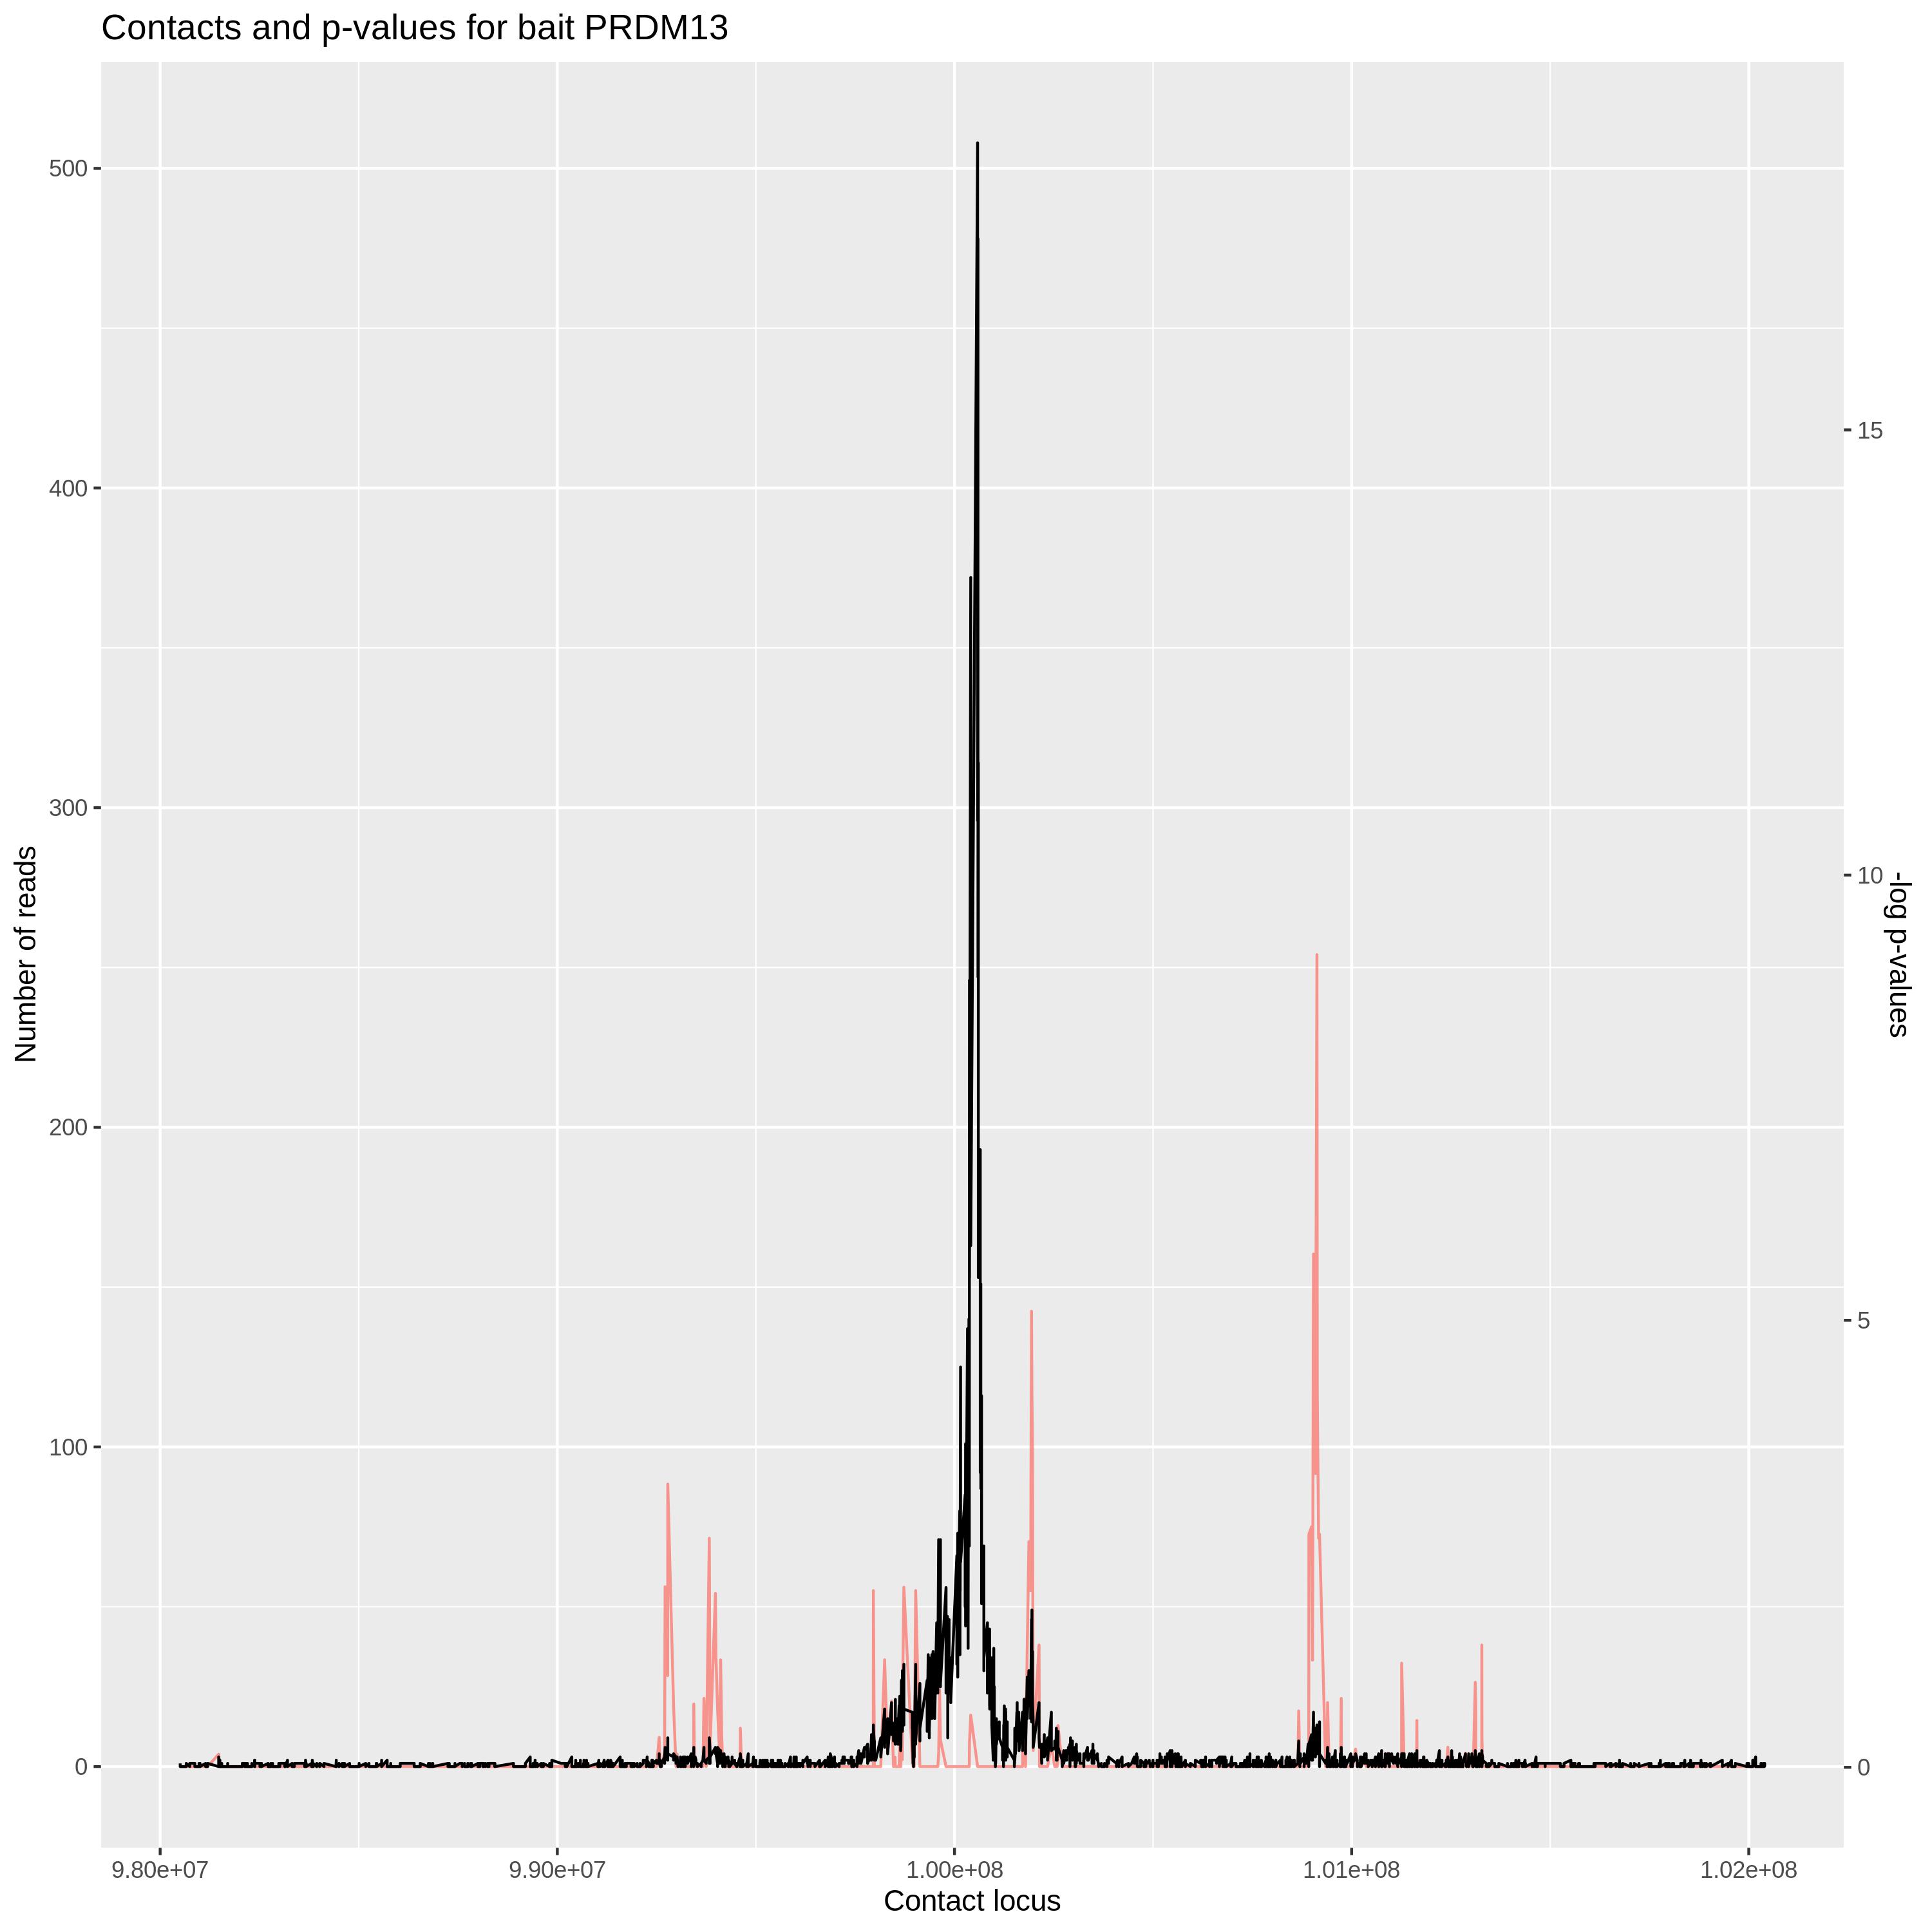 Contacts and p-values for bait PRDM13
500
400
300
200
100
0
Number of reads
15
10
5
0
-log p-values
9.80e+07
9.90e+07
1.00e+08
1.01e+08
1.02e+08
Contact locus